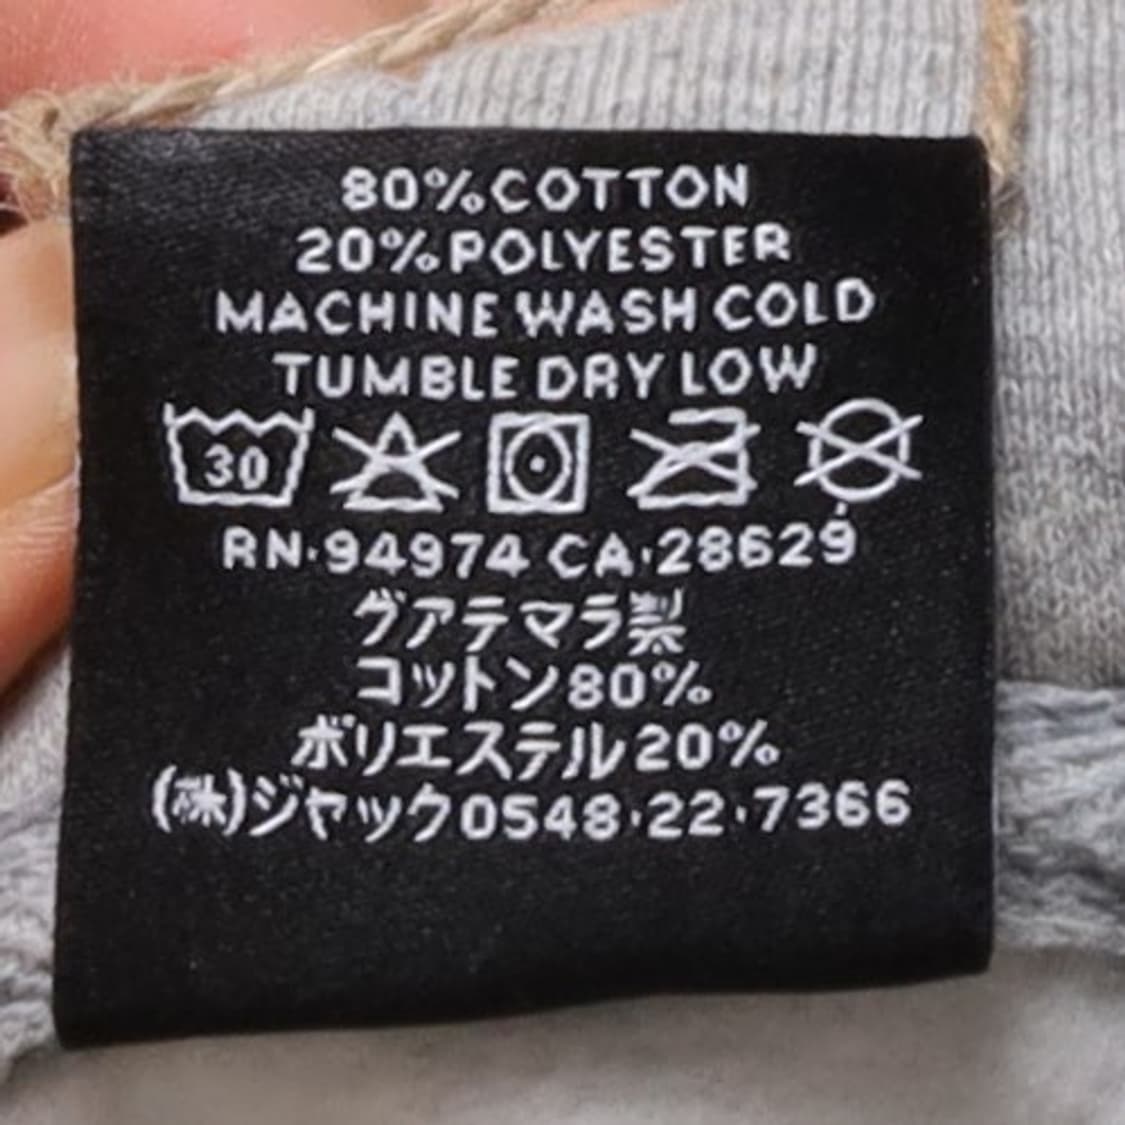 80%COTTON
20%POLYESTER
MACHINE WASH COLD
TUMBLE DRY LOW
30
RN·94974 CA·28629
グアテマラ製
コットン80%
ポリエステル20%
(株)ジャック0548·22·7366